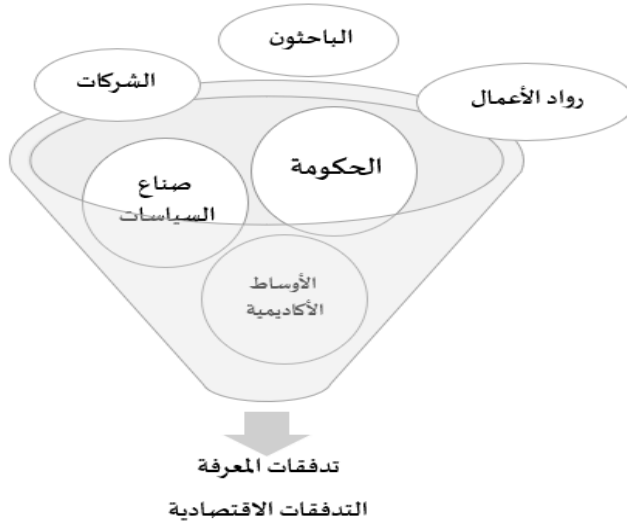 الباحثون
الشركات
رواد الأعمال
الحكومة
صناع
السياسات
الأوساط
الأكاديمية
تدفقات المعرفة
التدفقات الاقتصادية